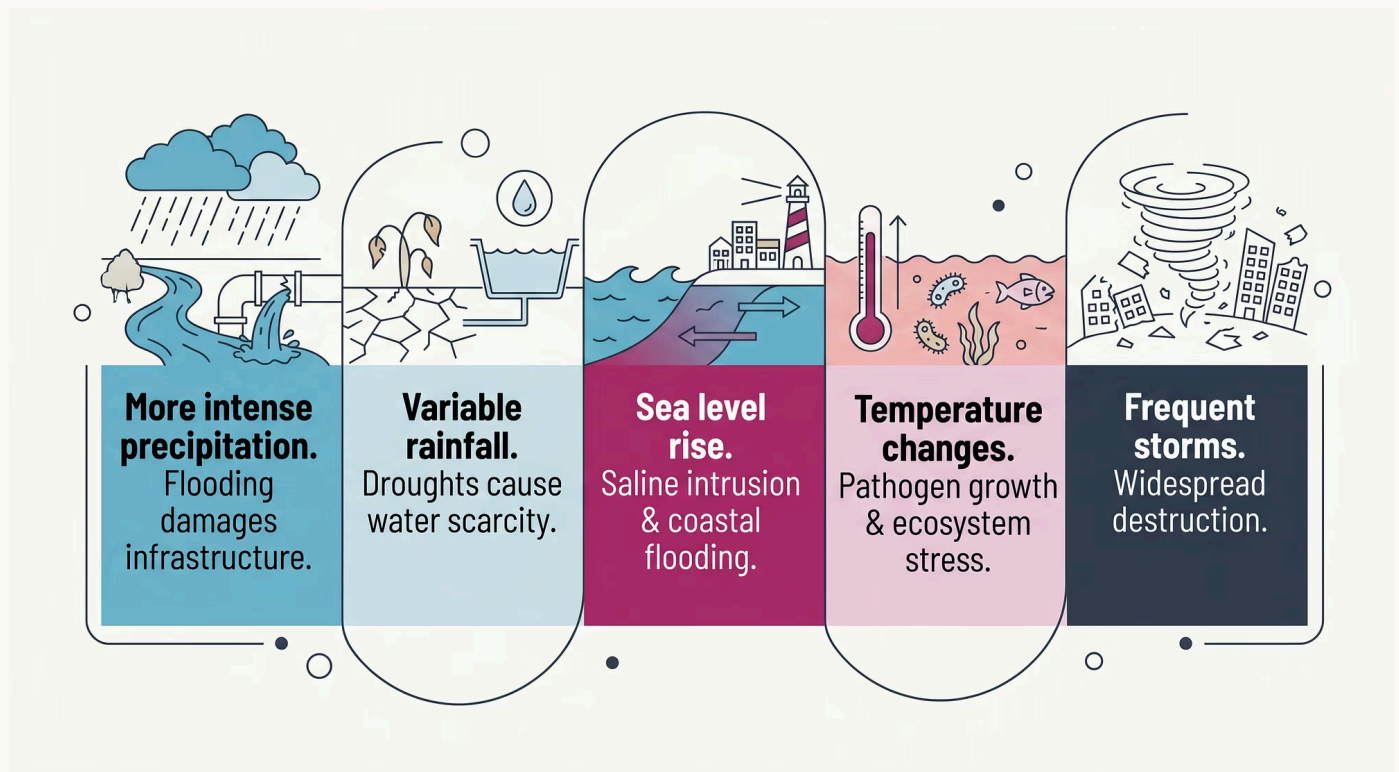 More intense
precipitation.
Flooding
damages
infrastructure.
Variable
rainfall.
Droughts cause
water scarcity.
Sea level
rise.
Saline intrusion
& coastal
flooding.
Temperature
changes.
Pathogen growth
& ecosystem
stress.
Frequent
storms.
Widespread
destruction.